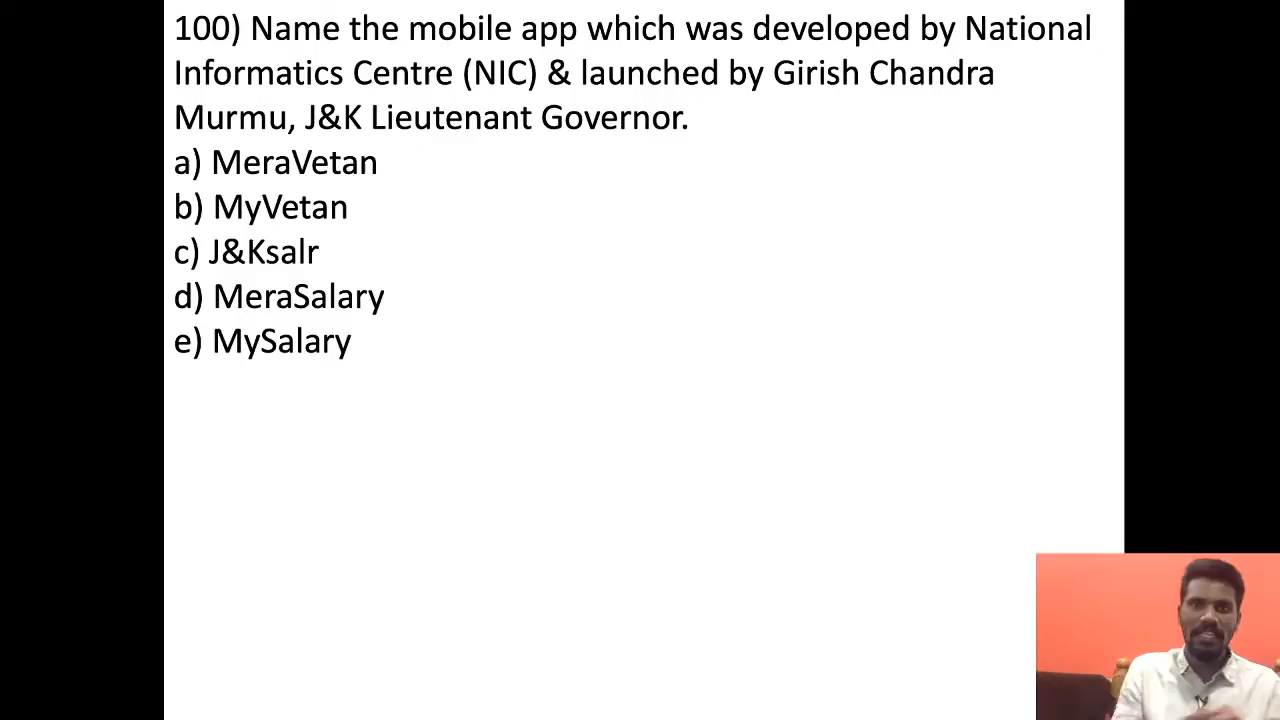 100) Name the mobile app which was developed by National
Informatics Centre (NIC) & launched by Girish Chandra
Murmu, J&K Lieutenant Governor.
a) MeraVetan
b) MyVetan
c) J&Ksalr
d) MeraSalary
e) MySalary